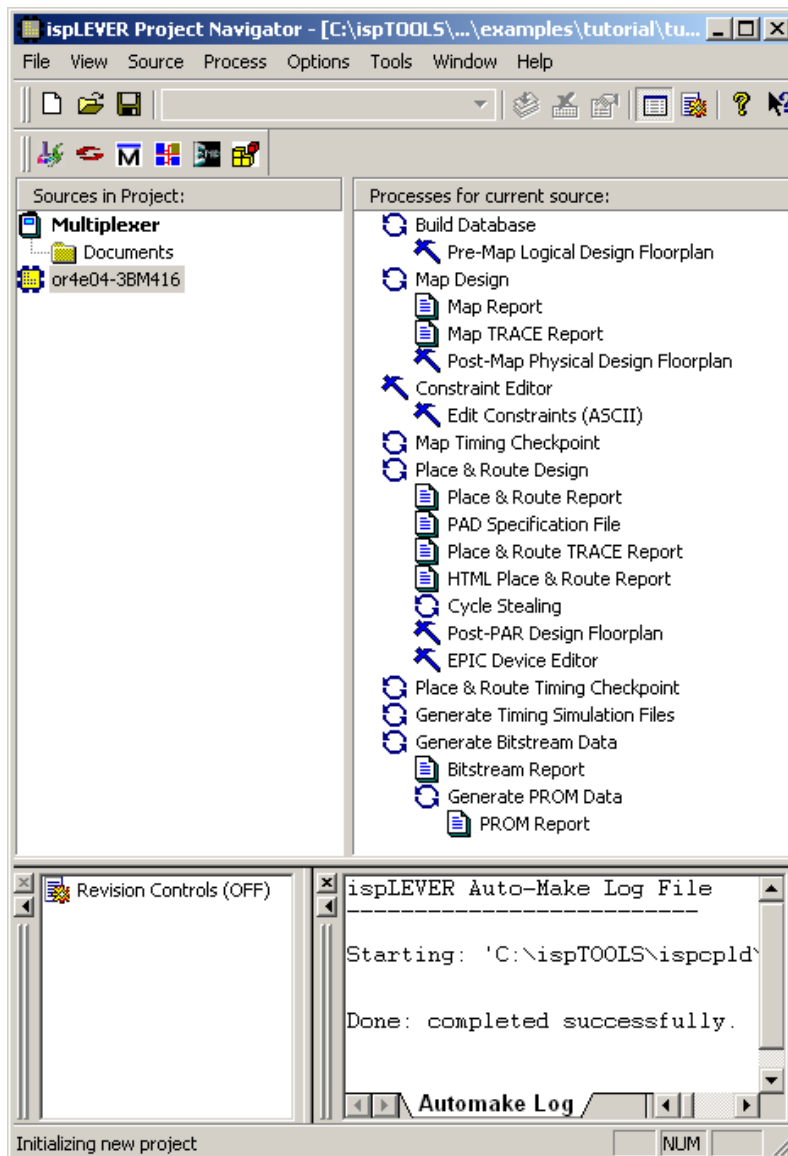 ispLEVER Project Navigator - [C:\ispTOOLS\...\examples\tutorial\tu...
File View Source Process Options Tools Window Help
Sources in Project:
Multiplexer
Documents
or4e04-3BM416
Processes for current source:
Build Database
Pre-Map Logical Design Floorplan
Map Design
Map Report
Map TRACE Report
Post-Map Physical Design Floorplan
Constraint Editor
Edit Constraints (ASCII)
Map Timing Checkpoint
Place & Route Design
Place & Route Report
PAD Specification File
Place & Route TRACE Report
HTML Place & Route Report
Cycle Stealing
Post-PAR Design Floorplan
EPIC Device Editor
Place & Route Timing Checkpoint
Generate Timing Simulation Files
Generate Bitstream Data
Bitstream Report
Generate PROM Data
PROM Report
Revision Controls (OFF)
ispLEVER Auto-Make Log File
---------------------------
Starting: 'C:\ispTOOLS\ispcpld\
Done: completed successfully.
Automake Log
Initializing new project
NUM